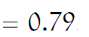 = 0.79